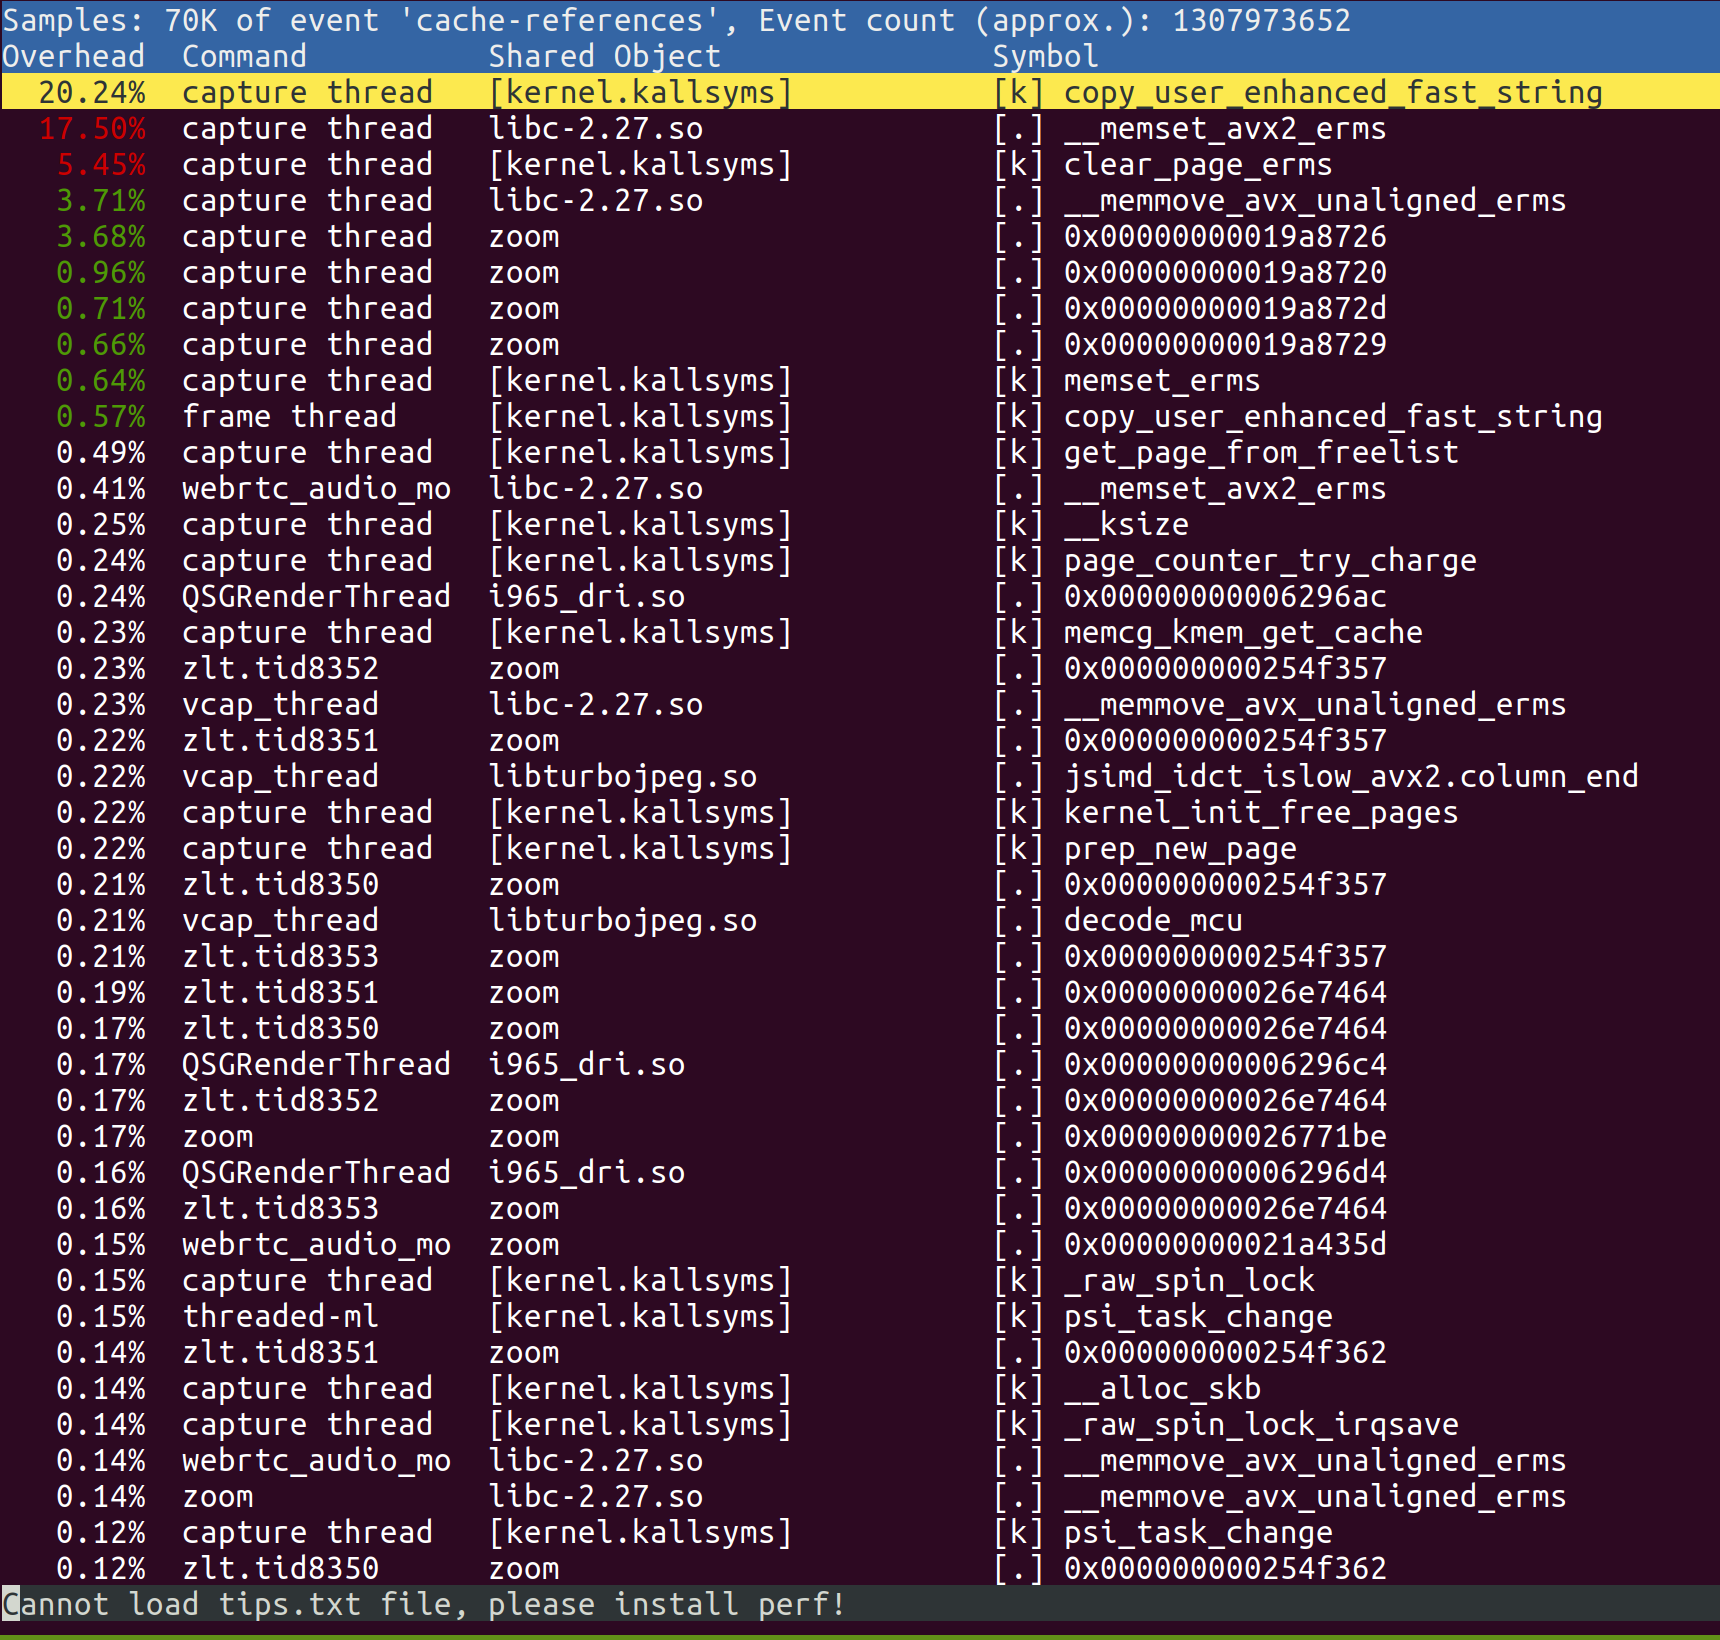 Samples: 70K of event 'cache-references', Event count (approx.): 1307973652
Overhead  Command  Shared Object  Symbol
20.24%  capture thread  [kernel.kallsyms]  [k] copy_user_enhanced_fast_string
17.50%  capture thread  libc-2.27.so  [.] __memset_avx2_erms
5.45%  capture thread  [kernel.kallsyms]  [k] clear_page_erms
3.71%  capture thread  libc-2.27.so  [.] __memmove_avx_unaligned_erms
3.68%  capture thread  zoom  [.] 0x00000000019a8726
0.96%  capture thread  zoom  [.] 0x00000000019a8720
0.71%  capture thread  zoom  [.] 0x00000000019a872d
0.66%  capture thread  zoom  [.] 0x00000000019a8729
0.64%  capture thread  [kernel.kallsyms]  [k] memset_erms
0.57%  frame thread  [kernel.kallsyms]  [k] copy_user_enhanced_fast_string
0.49%  capture thread  [kernel.kallsyms]  [k] get_page_from_freelist
0.41%  webrtc_audio_mo  libc-2.27.so  [.] __memset_avx2_erms
0.25%  capture thread  [kernel.kallsyms]  [k] __ksize
0.24%  capture thread  [kernel.kallsyms]  [k] page_counter_try_charge
0.24%  QSGRenderThread  i965_dri.so  [.] 0x00000000006296ac
0.23%  capture thread  [kernel.kallsyms]  [k] memcg_kmem_get_cache
0.23%  zlt.tid8352  zoom  [.] 0x000000000254f357
0.23%  vcap_thread  libc-2.27.so  [.] __memmove_avx_unaligned_erms
0.22%  zlt.tid8351  zoom  [.] 0x000000000254f357
0.22%  vcap_thread  libturbojpeg.so  [.] jsimd_idct_islow_avx2.column_end
0.22%  capture thread  [kernel.kallsyms]  [k] kernel_init_free_pages
0.22%  capture thread  [kernel.kallsyms]  [k] prep_new_page
0.21%  zlt.tid8350  zoom  [.] 0x000000000254f357
0.21%  vcap_thread  libturbojpeg.so  [.] decode_mcu
0.21%  zlt.tid8353  zoom  [.] 0x000000000254f357
0.19%  zlt.tid8351  zoom  [.] 0x00000000026e7464
0.17%  zlt.tid8350  zoom  [.] 0x00000000026e7464
0.17%  QSGRenderThread  i965_dri.so  [.] 0x00000000006296c4
0.17%  zlt.tid8352  zoom  [.] 0x00000000026e7464
0.17%  zoom  zoom  [.] 0x00000000026771be
0.16%  QSGRenderThread  i965_dri.so  [.] 0x00000000006296d4
0.16%  zlt.tid8353  zoom  [.] 0x00000000026e7464
0.15%  webrtc_audio_mo  zoom  [.] 0x00000000021a435d
0.15%  capture thread  [kernel.kallsyms]  [k] _raw_spin_lock
0.15%  threaded-ml  [kernel.kallsyms]  [k] psi_task_change
0.14%  zlt.tid8351  zoom  [.] 0x000000000254f362
0.14%  capture thread  [kernel.kallsyms]  [k] __alloc_skb
0.14%  capture thread  [kernel.kallsyms]  [k] _raw_spin_lock_irqsave
0.14%  webrtc_audio_mo  libc-2.27.so  [.] __memmove_avx_unaligned_erms
0.14%  zoom  libc-2.27.so  [.] __memmove_avx_unaligned_erms
0.12%  capture thread  [kernel.kallsyms]  [k] psi_task_change
0.12%  zlt.tid8350  zoom  [.] 0x000000000254f362
Cannot load tips.txt file, please install perf!